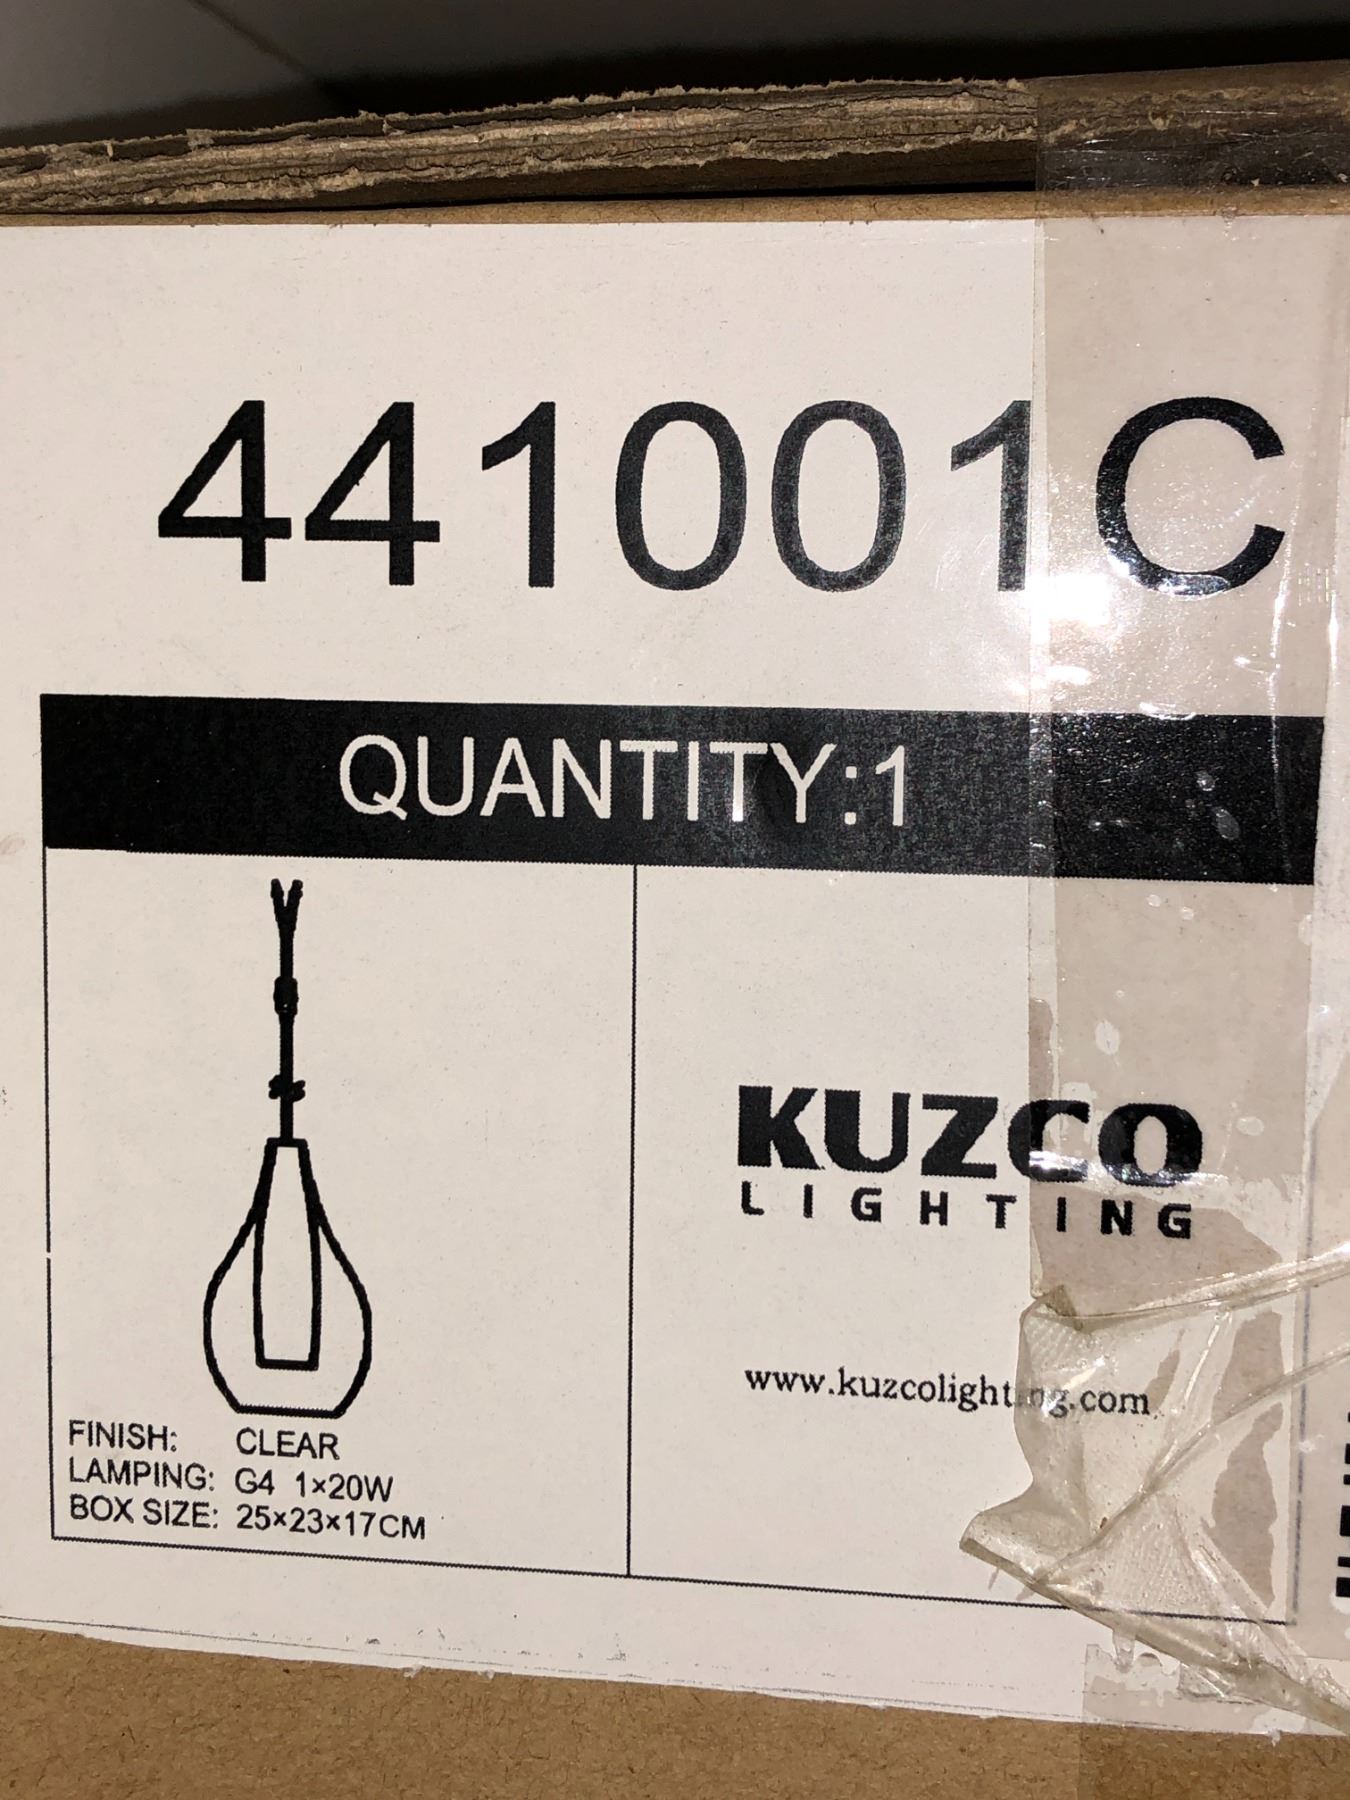 441001C
QUANTITY:1
KUZCO
LIGHTING
www.kuzcolighting.com
FINISH: CLEAR
LAMPING: G4 1×20W
BOX SIZE: 25×23×17CM